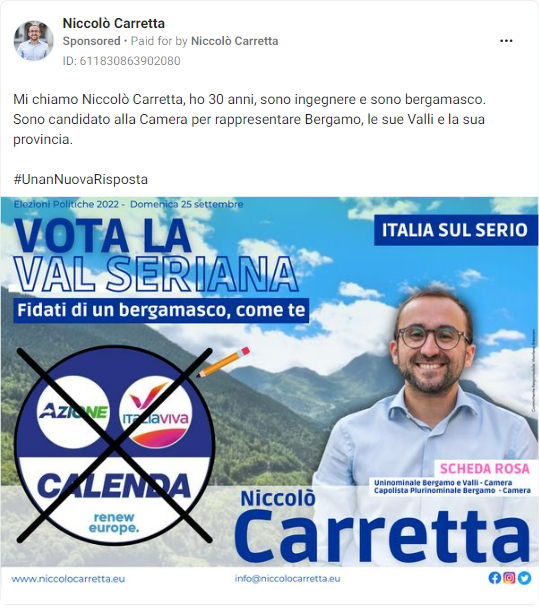 Niccolò Carretta
Sponsored • Paid for by Niccolò Carretta
ID: 611830863902080
Mi chiamo Niccolò Carretta, ho 30 anni, sono ingegnere e sono bergamasco.
Sono candidato alla Camera per rappresentare Bergamo, le sue Valli e la sua
provincia.
#UnanNuovaRisposta
Elezioni Politiche 2022 - Domenica 25 settembre
VOTA LA
VAL SERIANA
Fidati di un bergamasco, come te
ITALIA SUL SERIO
AZIONE
ITALIAVIVA
CALENDA
renew
europe.
SCHEDA ROSA
Uninominale Bergamo e Valli - Camera
Capolista Plurinominale Bergamo - Camera
Niccolò
Carretta
www.niccolocarretta.eu
info@niccolocarretta.eu